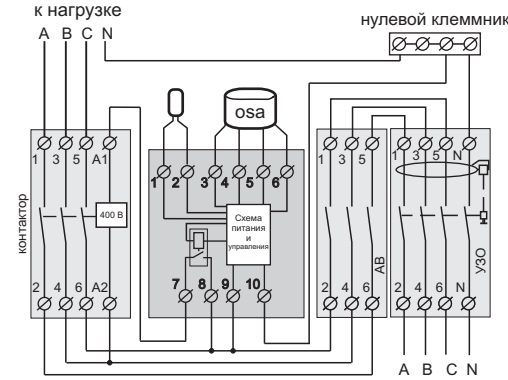 к нагрузке
A B C N
нулевой клеммник
osa
1 3 5 A1
1 2 3 4 5 6
1 3 5
1 3 5 N
400 В
контактор
Схема
питания
и
управления
7 8 9 10
АВ
УЗО
2 4 6 A2
2 4 6
2 4 6 N
A B C N